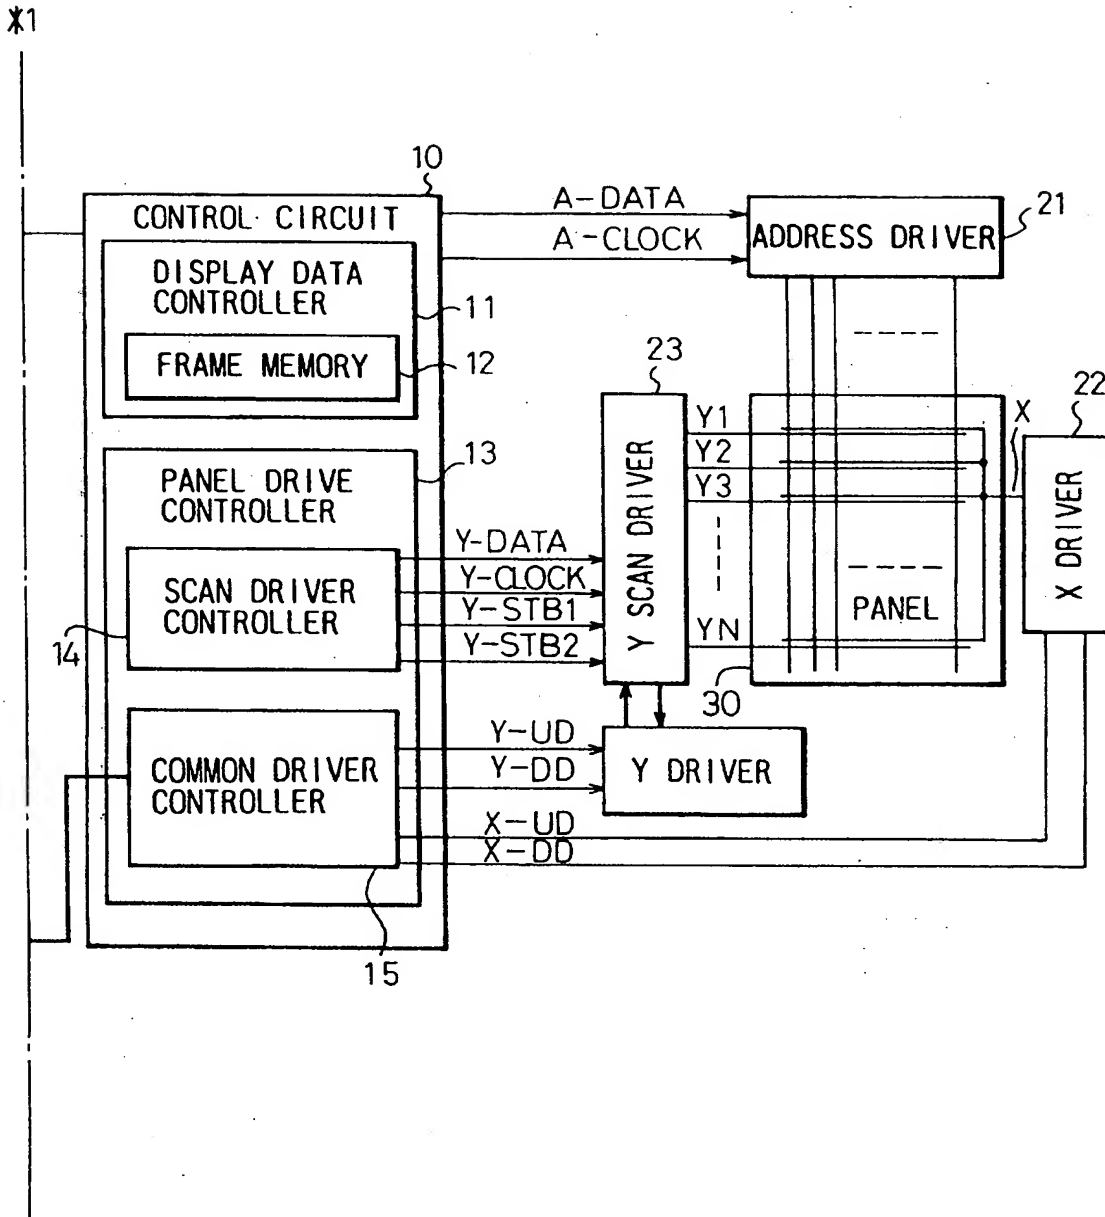 ※1
10
CONTROL CIRCUIT
DISPLAY DATA
CONTROLLER
11
FRAME MEMORY
12
13
PANEL DRIVE
CONTROLLER
SCAN DRIVER
CONTROLLER
14
COMMON DRIVER
CONTROLLER
15
A-DATA
A-CLOCK
ADDRESS DRIVER
21
23
Y SCAN DRIVER
Y-DATA
Y-CLOCK
Y-STB1
Y-STB2
Y1
Y2
Y3
YN
PANEL
30
X
22
X DRIVER
Y-UD
Y-DD
Y DRIVER
X-UD
X-DD